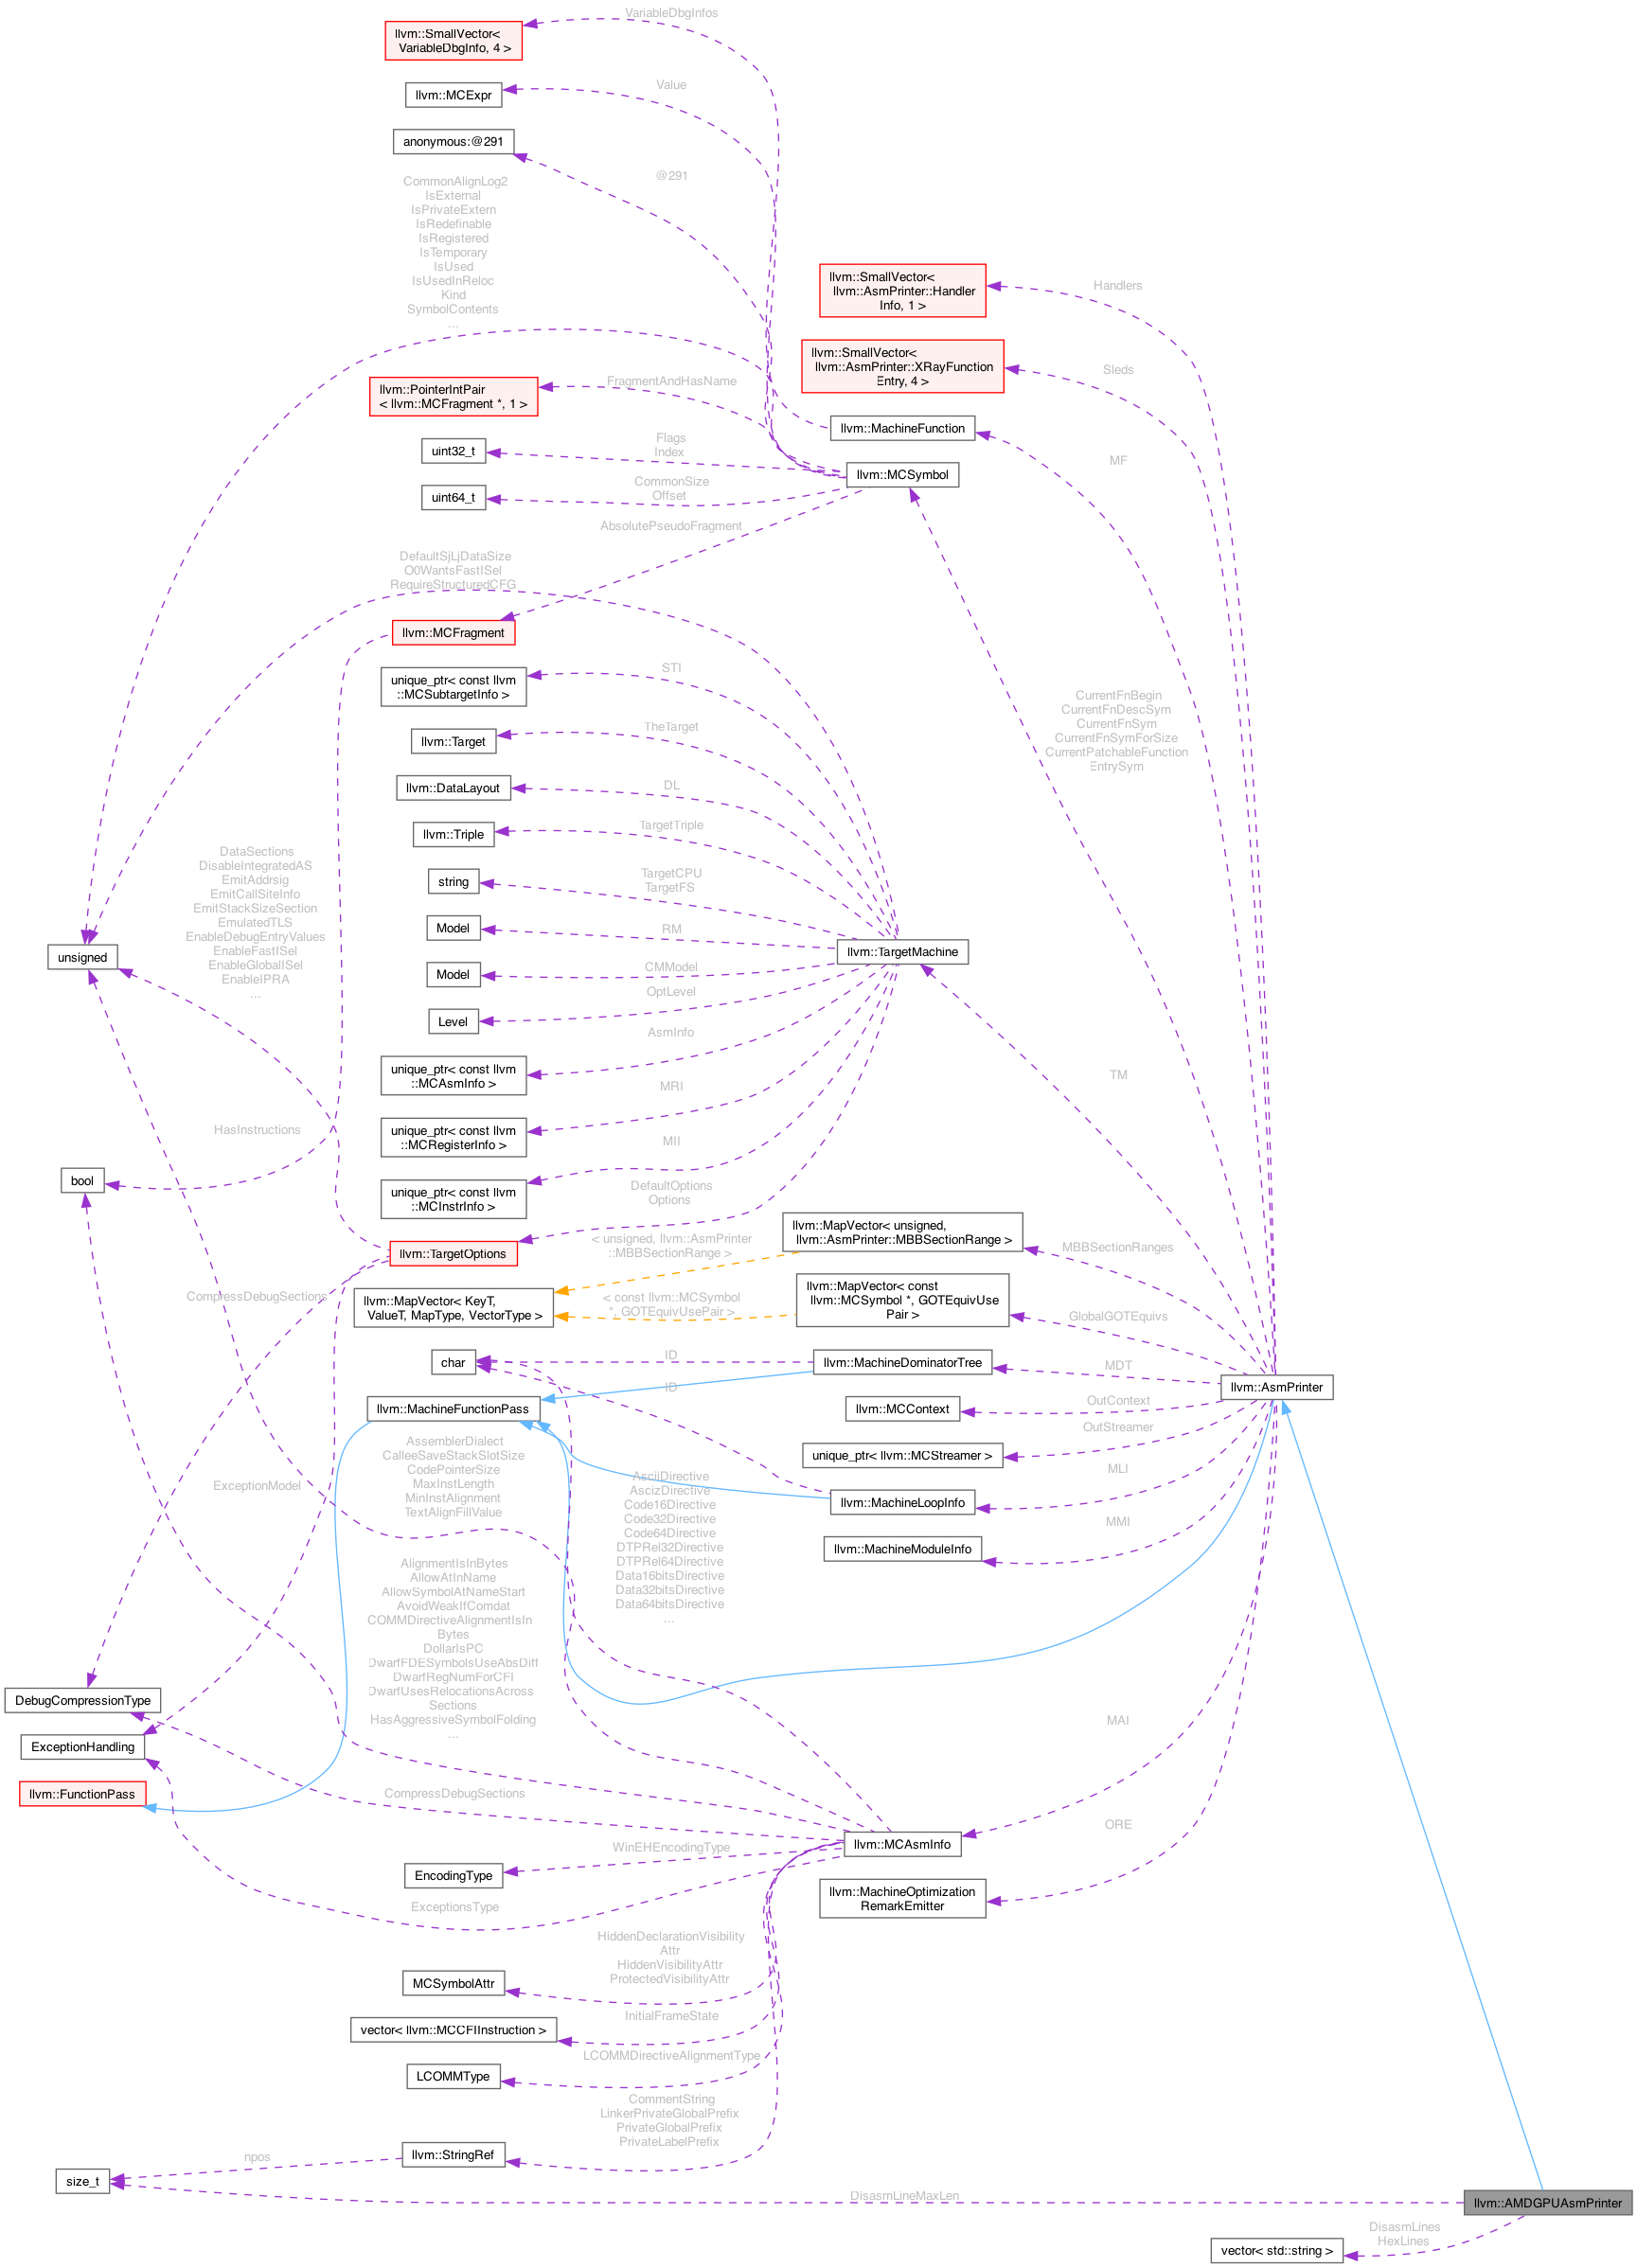 VariableDbgInfos
llvm::SmallVector<
VariableDbgInfo, 4 >
Value
llvm::MCExpr
anonymous:@291
@291
CommonAlignLog2
IsExternal
IsPrivateExtern
IsRedefinable
IsRegistered
IsTemporary
IsUsed
IsUsedInReloc
Kind
SymbolContents
...
llvm::SmallVector<
llvm::AsmPrinter::Handler
Info, 1 >
Handlers
llvm::SmallVector<
llvm::AsmPrinter::XRayFunction
Entry, 4 >
Sleds
llvm::PointerIntPair
< llvm::MCFragment *, 1 >
FragmentAndHasName
llvm::MachineFunction
MF
uint32_t
Flags
Index
llvm::MCSymbol
uint64_t
CommonSize
Offset
AbsolutePseudoFragment
DefaultSjLjDataSize
O0WantsFastISel
RequireStructuredCFG
llvm::MCFragment
unique_ptr< const llvm
::MCSubtargetInfo >
STI
CurrentFnBegin
CurrentFnDescSym
CurrentFnSym
CurrentFnSymForSize
CurrentPatchableFunction
EntrySym
llvm::Target
TheTarget
llvm::DataLayout
DL
llvm::Triple
TargetTriple
DataSections
DisableIntegratedAS
EmitAddrsig
EmitCallSiteInfo
EmitStackSizeSection
EmulatedTLS
EnableDebugEntryValues
EnableFastISel
EnableGlobalISel
EnableIPRA
...
string
TargetCPU
TargetFS
Model
RM
llvm::TargetMachine
unsigned
Model
CMModel
Level
OptLevel
unique_ptr< const llvm
::MCAsmInfo >
AsmInfo
TM
unique_ptr< const llvm
::MCRegisterInfo >
MRI
HasInstructions
bool
unique_ptr< const llvm
::MCInstrInfo >
MII
DefaultOptions
Options
llvm::TargetOptions
< unsigned, llvm::AsmPrinter
::MBBSectionRange >
llvm::MapVector< unsigned,
llvm::AsmPrinter::MBBSectionRange >
MBBSectionRanges
CompressDebugSections
llvm::MapVector< KeyT,
ValueT, MapType, VectorType >
< const llvm::MCSymbol
*, GOTEquivUsePair >
llvm::MapVector< const
llvm::MCSymbol *, GOTEquivUse
Pair >
GlobalGOTEquivs
char
ID
llvm::MachineDominatorTree
MDT
llvm::AsmPrinter
ID
llvm::MachineFunctionPass
llvm::MCContext
OutContext
unique_ptr< llvm::MCStreamer >
OutStreamer
AssemblerDialect
CalleeSaveStackSlotSize
CodePointerSize
MaxInstLength
MinInstAlignment
TextAlignFillValue
ExceptionModel
AsciiDirective
AscizDirective
Code16Directive
Code32Directive
Code64Directive
DTPRel32Directive
DTPRel64Directive
Data16bitsDirective
Data32bitsDirective
Data64bitsDirective
...
llvm::MachineLoopInfo
MLI
llvm::MachineModuleInfo
MMI
AlignmentIsInBytes
AllowAtInName
AllowSymbolAtNameStart
AvoidWeakIfComdat
COMMDirectiveAlignmentIsIn
Bytes
DollarIsPC
DwarfFDESymbolsUseAbsDiff
DwarfRegNumForCFI
DwarfUsesRelocationsAcross
Sections
HasAggressiveSymbolFolding
...
DebugCompressionType
ExceptionHandling
llvm::FunctionPass
MAI
CompressDebugSections
llvm::MCAsmInfo
ORE
EncodingType
WinEHEncodingType
ExceptionsType
llvm::MachineOptimization
RemarkEmitter
HiddenDeclarationVisibility
Attr
HiddenVisibilityAttr
ProtectedVisibilityAttr
MCSymbolAttr
vector< llvm::MCCFIInstruction >
InitialFrameState
LCOMMType
LCOMMDirectiveAlignmentType
CommentString
LinkerPrivateGlobalPrefix
PrivateGlobalPrefix
PrivateLabelPrefix
llvm::StringRef
npos
size_t
DisasmLineMaxLen
llvm::AMDGPUAsmPrinter
DisasmLines
HexLines
vector< std::string >